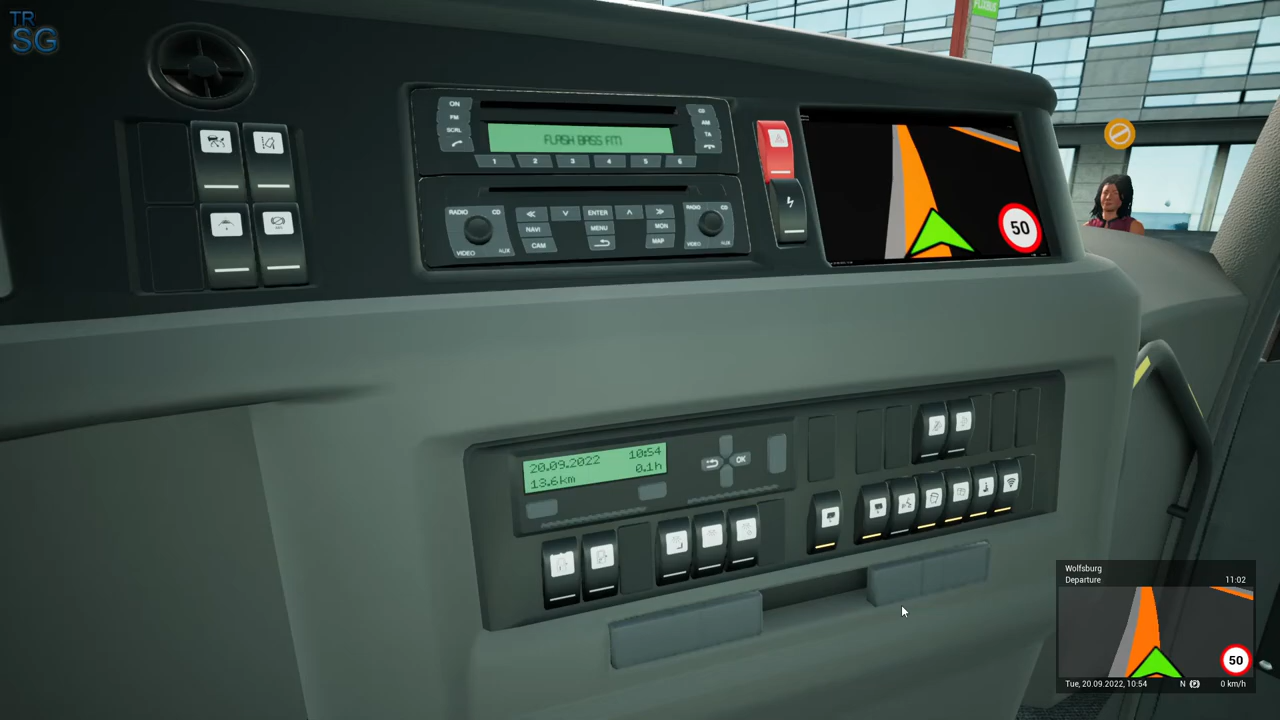 TR
SG
FLIXBUS
ON
FM
SCRL
CD
AM
TA
FLASH BASS FM
1 2 3 4 5 6
RADIO CD
VIDEO AUX
ENTER
NAVI MENU MON
CAM MAP
RADIO CD
VIDEO AUX
50
20.09.2022 10:54
13.6km 0.1h
OK
Wolfsburg
Departure 11:02
50
Tue, 20.09.2022, 10:54 N (P) 0 km/h